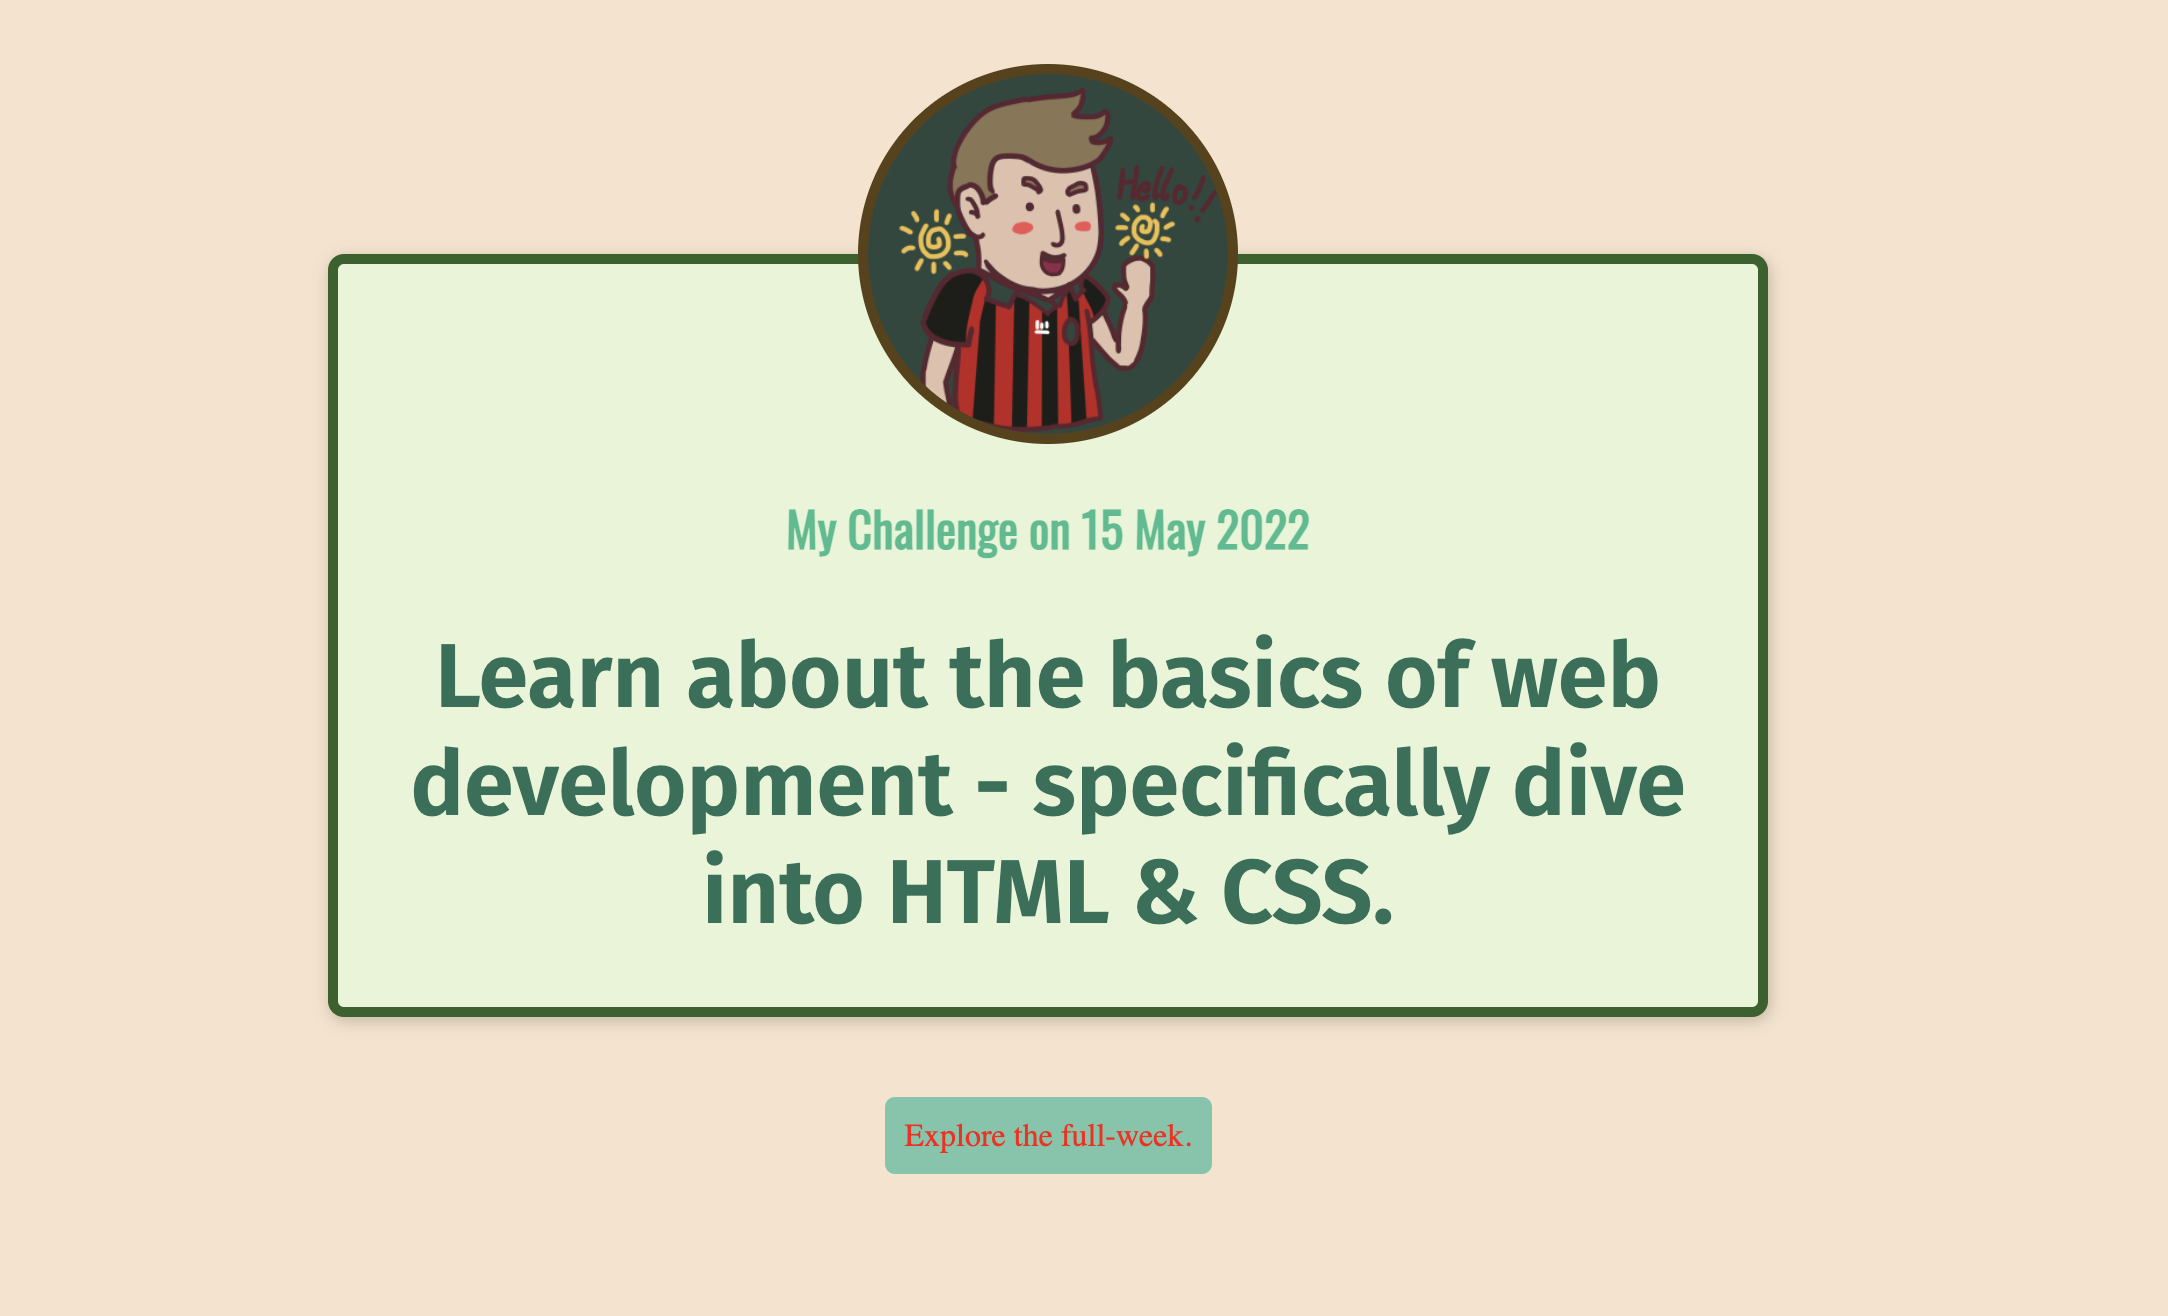 Hello!!
My Challenge on 15 May 2022
Learn about the basics of web
development - specifically dive
into HTML & CSS.
Explore the full-week.